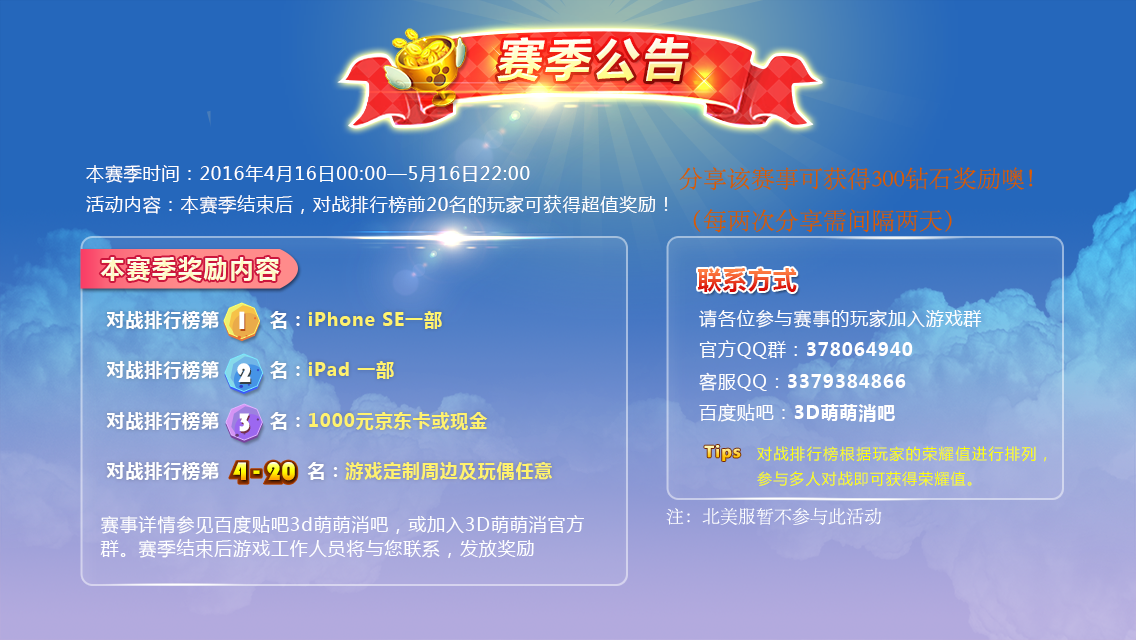 赛季公告
本赛季时间：2016年4月16日00:00—5月16日22:00
活动内容：本赛季结束后，对战排行榜前20名的玩家可获得超值奖励！
分享该赛事可获得300钻石奖励噢！
（每两次分享需间隔两天）
本赛季奖励内容
对战排行榜第1名：iPhone SE一部
对战排行榜第2名：iPad 一部
对战排行榜第3名：1000元京东卡或现金
对战排行榜第4-20名：游戏定制周边及玩偶任意
赛事详情参见百度贴吧3d萌萌消吧，或加入3D萌萌消官方
群。赛季结束后游戏工作人员将与您联系，发放奖励
联系方式
请各位参与赛事的玩家加入游戏群
官方QQ群：378064940
客服QQ：3379384866
百度贴吧：3D萌萌消吧
Tips 对战排行榜根据玩家的荣耀值进行排列，
参与多人对战即可获得荣耀值。
注：北美服暂不参与此活动